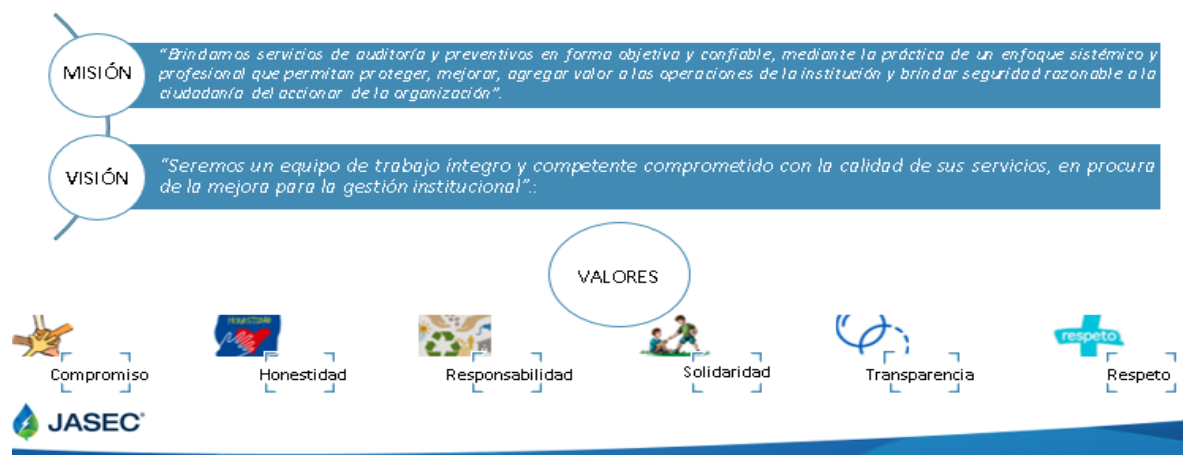 MISIÓN
“Brindamos servicios de auditoría y preventivos en forma objetiva y confiable, mediante la práctica de un enfoque sistémico y
profesional que permitan proteger, mejorar, agregar valor a las operaciones de la institución y brindar seguridad razonable a la
ciudadanía del accionar de la organización”.
VISIÓN
“Seremos un equipo de trabajo íntegro y competente comprometido con la calidad de sus servicios, en procura
de la mejora para la gestión institucional”.:
VALORES
HONESTIDAD
respeto
Compromiso
Honestidad
Responsabilidad
Solidaridad
Transparencia
Respeto
JASEC